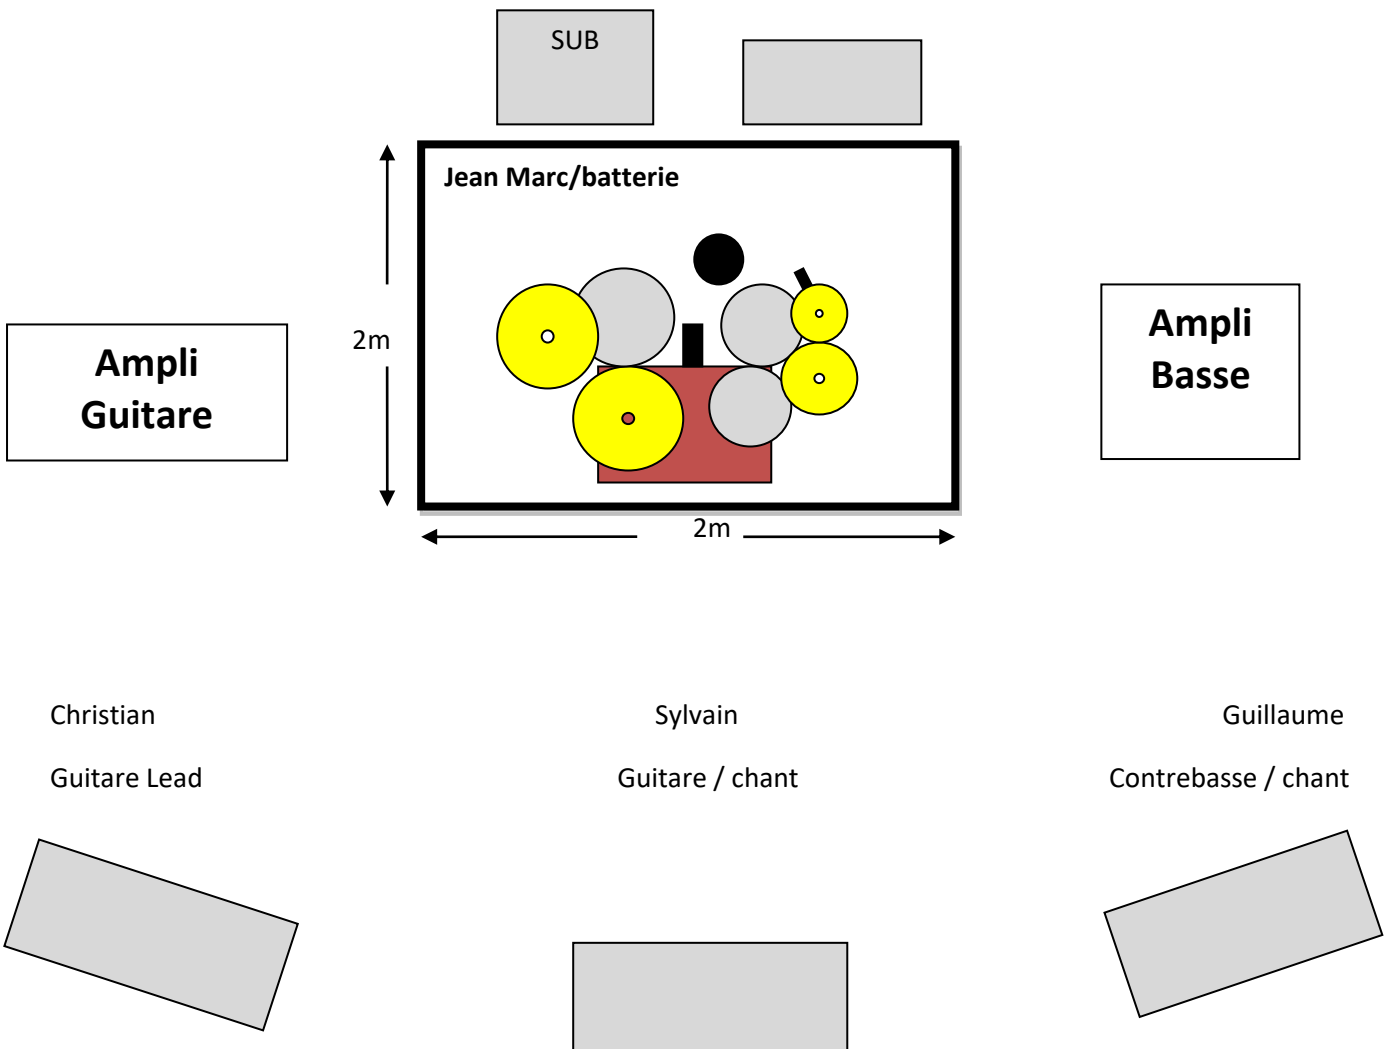 SUB
Jean Marc/batterie
2m
Ampli
Guitare
Ampli
Basse
2m
Christian
Sylvain
Guillaume
Guitare Lead
Guitare / chant
Contrebasse / chant